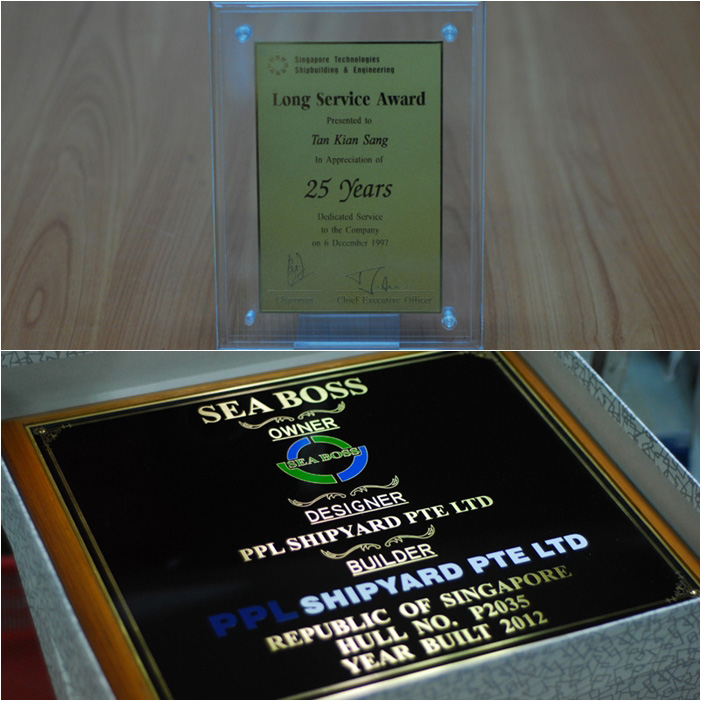 Singapore Technologies
Shipbuilding & Engineering
Long Service Award
Presented to
Tan Kian Sang
In Appreciation of
25 Years
Dedicated Service
to the Company
on 6 December 1997
Chairman
Chief Executive Officer
SEA BOSS
OWNER
SEA BOSS
DESIGNER
PPL SHIPYARD PTE LTD
BUILDER
PPL SHIPYARD PTE LTD
REPUBLIC OF SINGAPORE
HULL NO. P2035
YEAR BUILT 2012